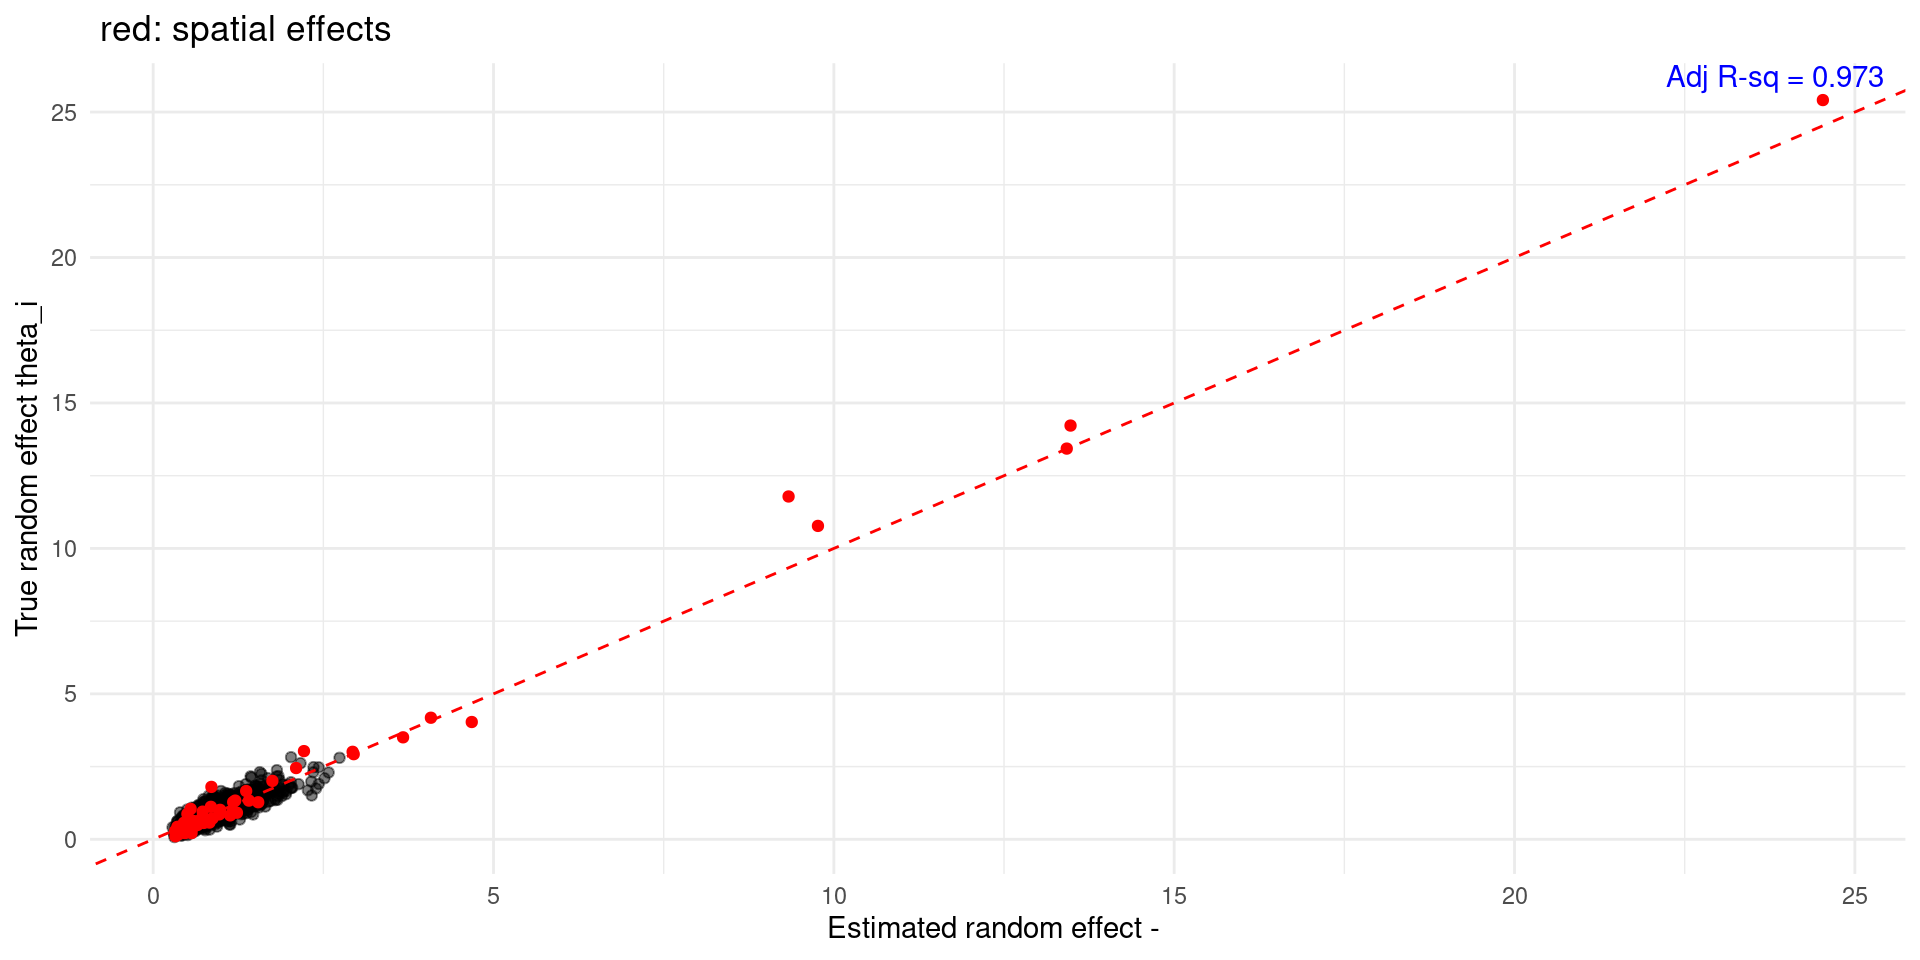 red: spatial effects
Adj R-sq = 0.973
25
20
15
10
5
0
True random effect theta_i
0 5 10 15 20 25
Estimated random effect -